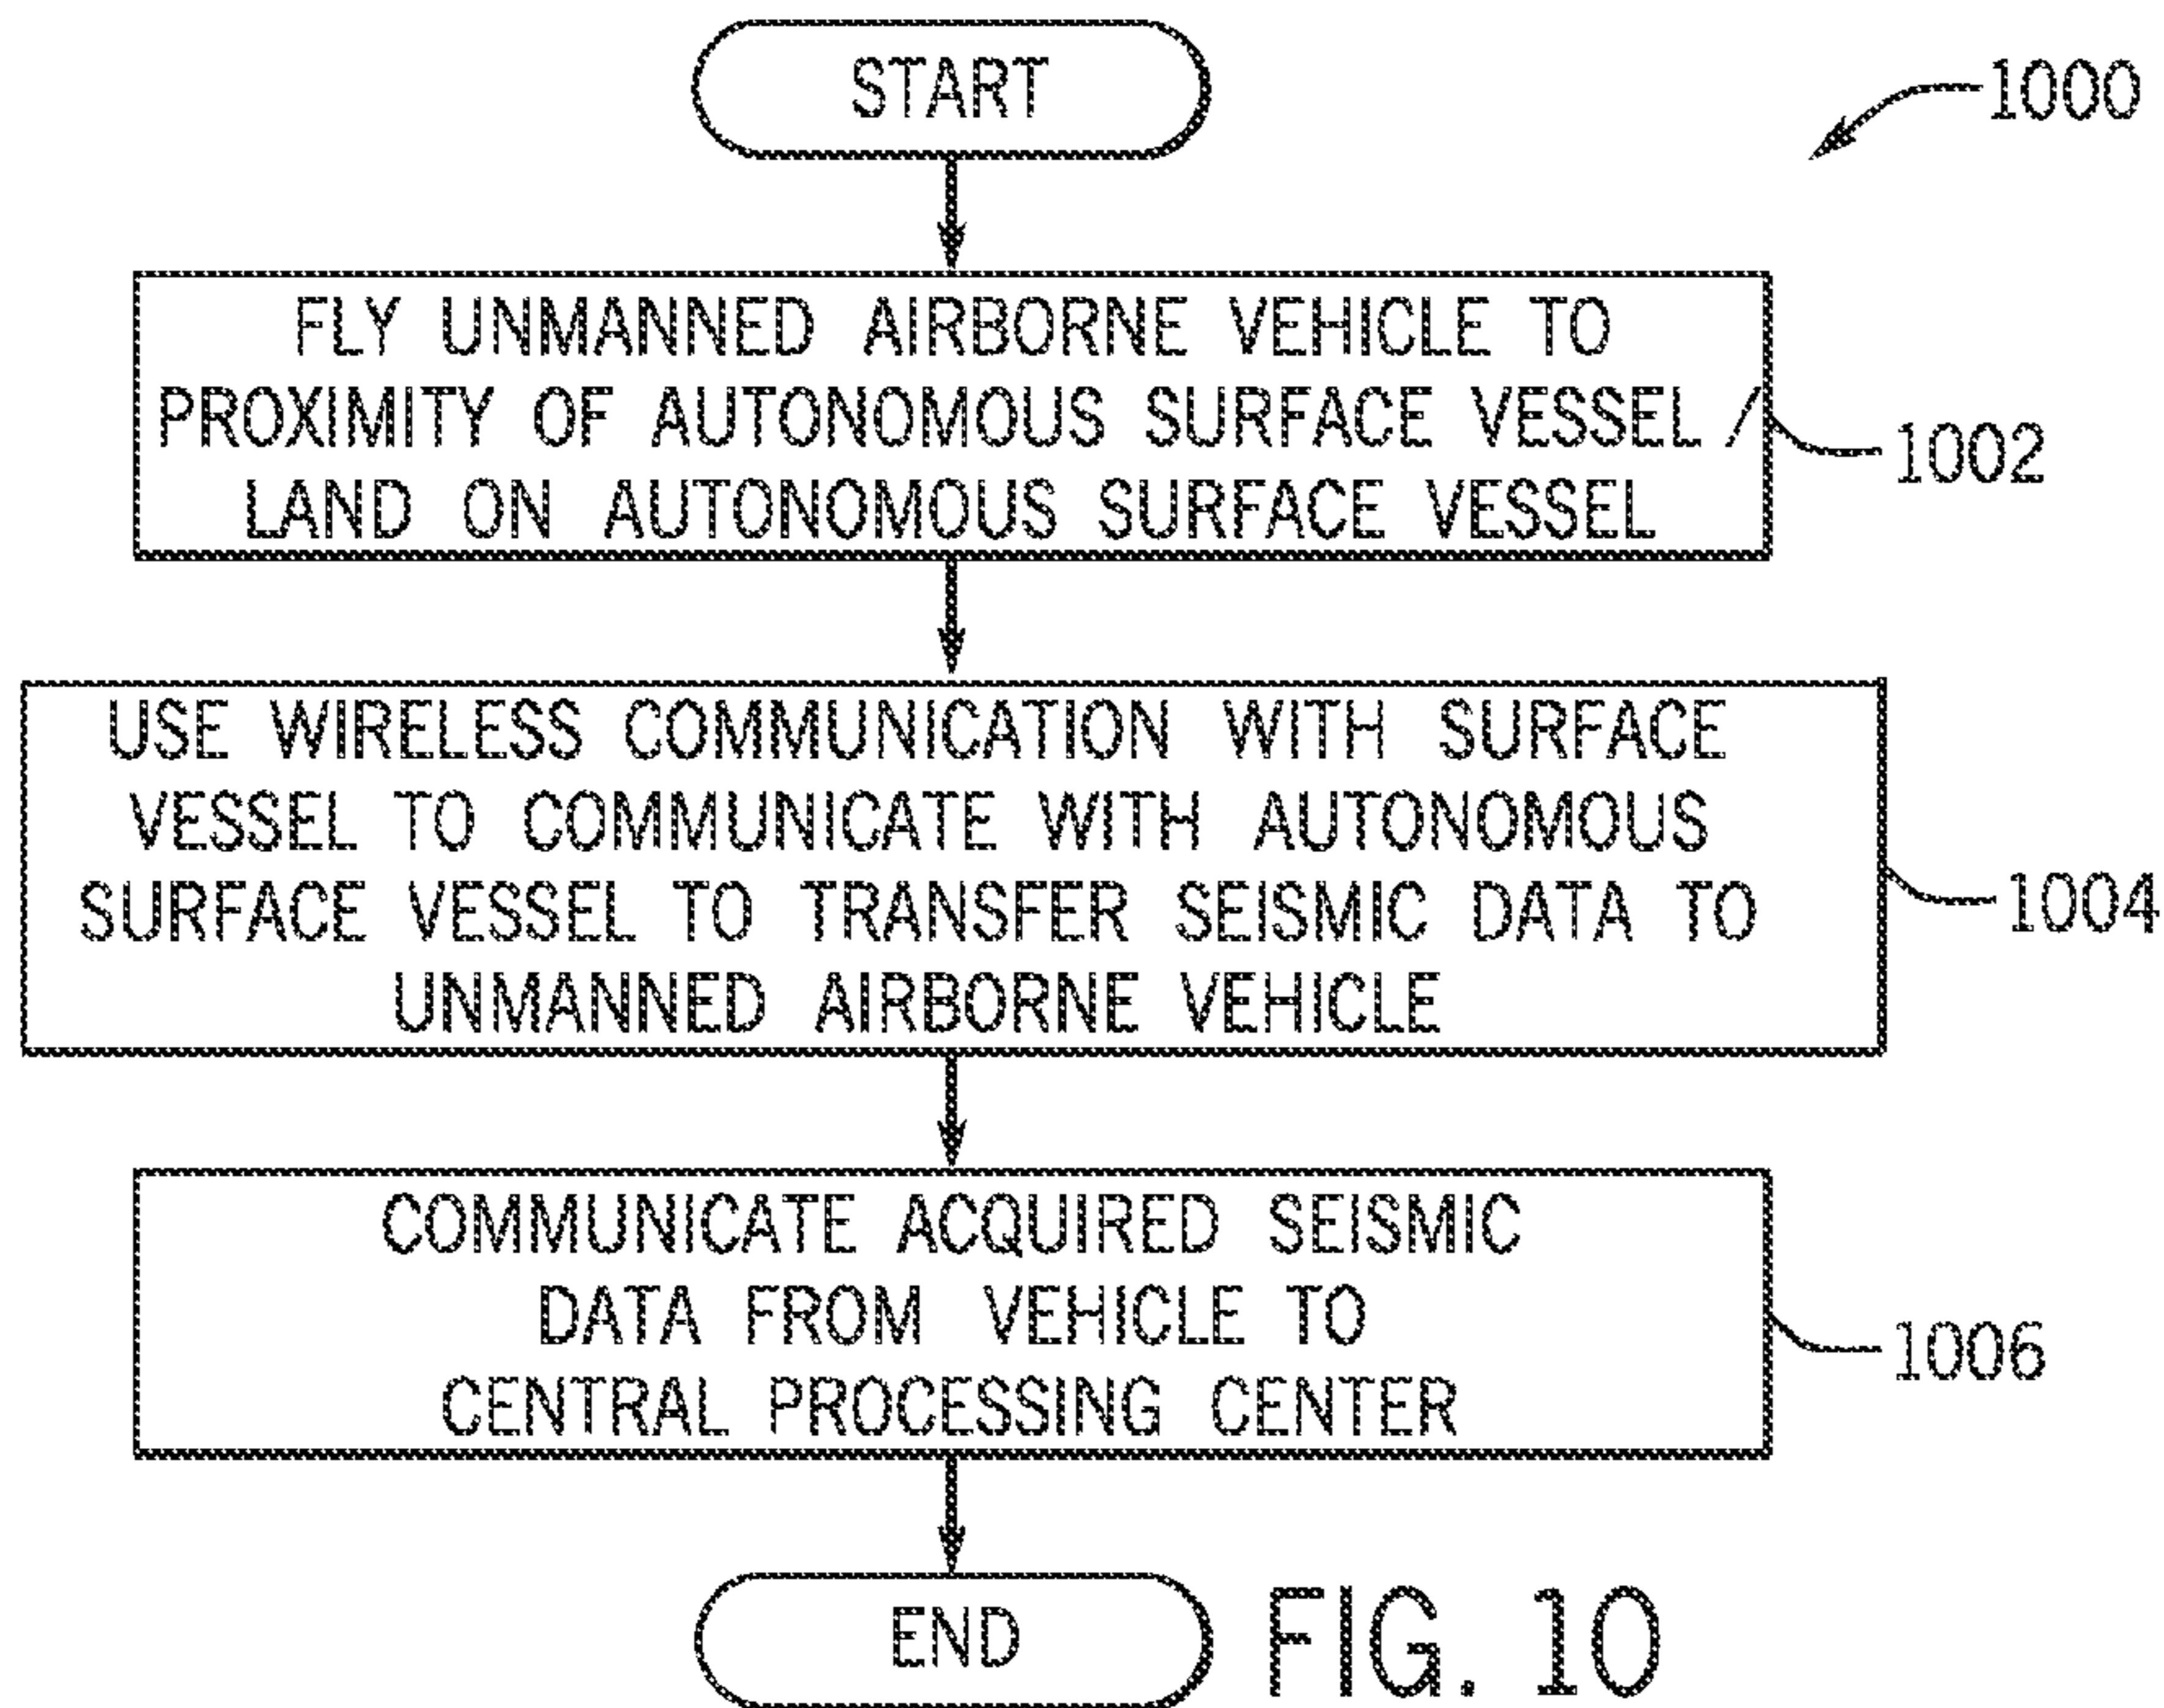 START
1000
FLY UNMANNED AIRBORNE VEHICLE TO
PROXIMITY OF AUTONOMOUS SURFACE VESSEL /
LAND ON AUTONOMOUS SURFACE VESSEL
1002
USE WIRELESS COMMUNICATION WITH SURFACE
VESSEL TO COMMUNICATE WITH AUTONOMOUS
SURFACE VESSEL TO TRANSFER SEISMIC DATA TO
UNMANNED AIRBORNE VEHICLE
1004
COMMUNICATE ACQUIRED SEISMIC
DATA FROM VEHICLE TO
CENTRAL PROCESSING CENTER
1006
END
FIG. 10